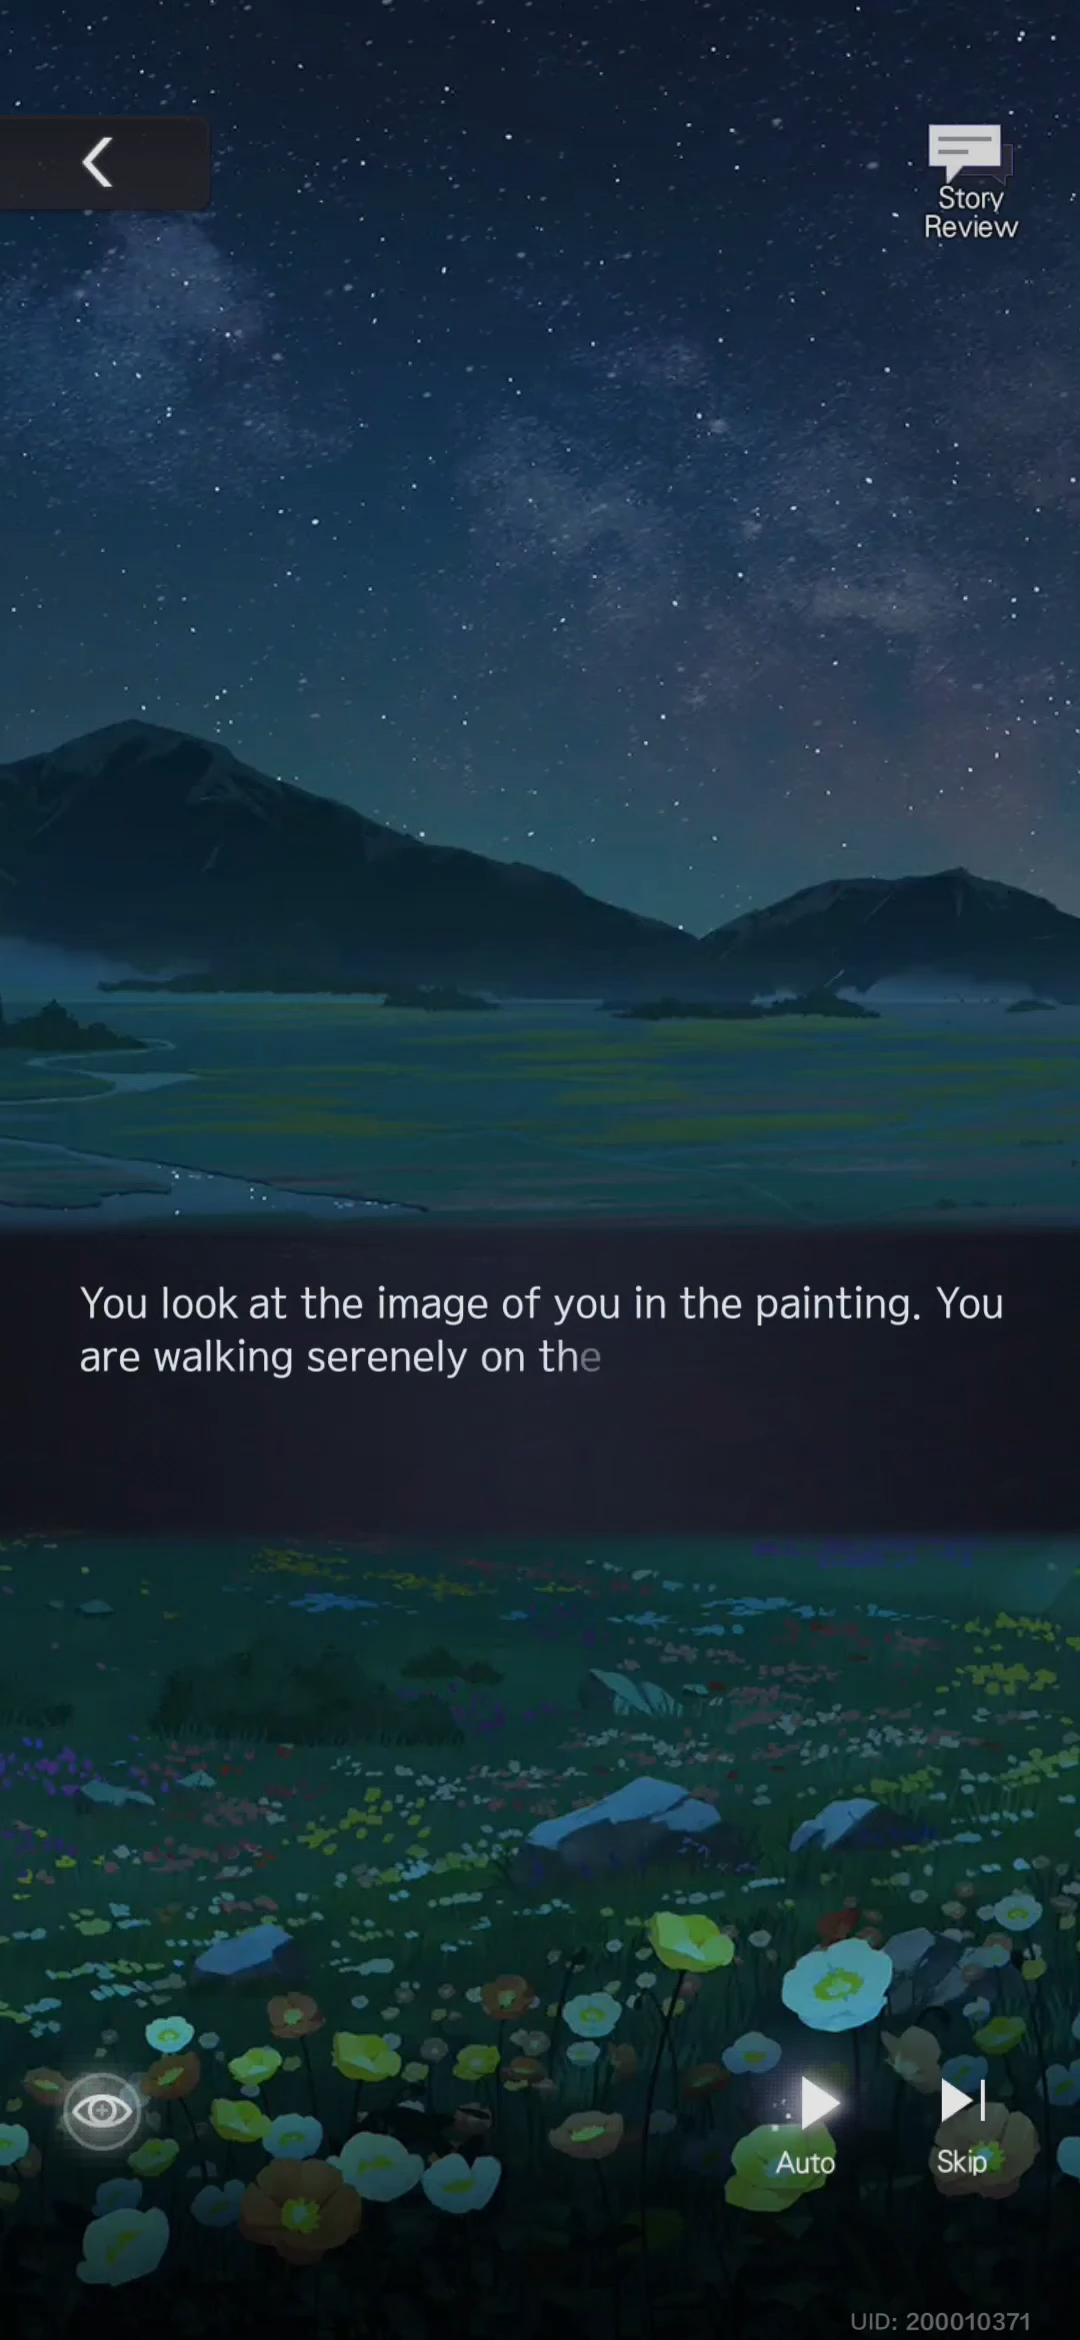 Story
Review
You look at the image of you in the painting. You
are walking serenely on the
Auto
Skip
UID: 200010371